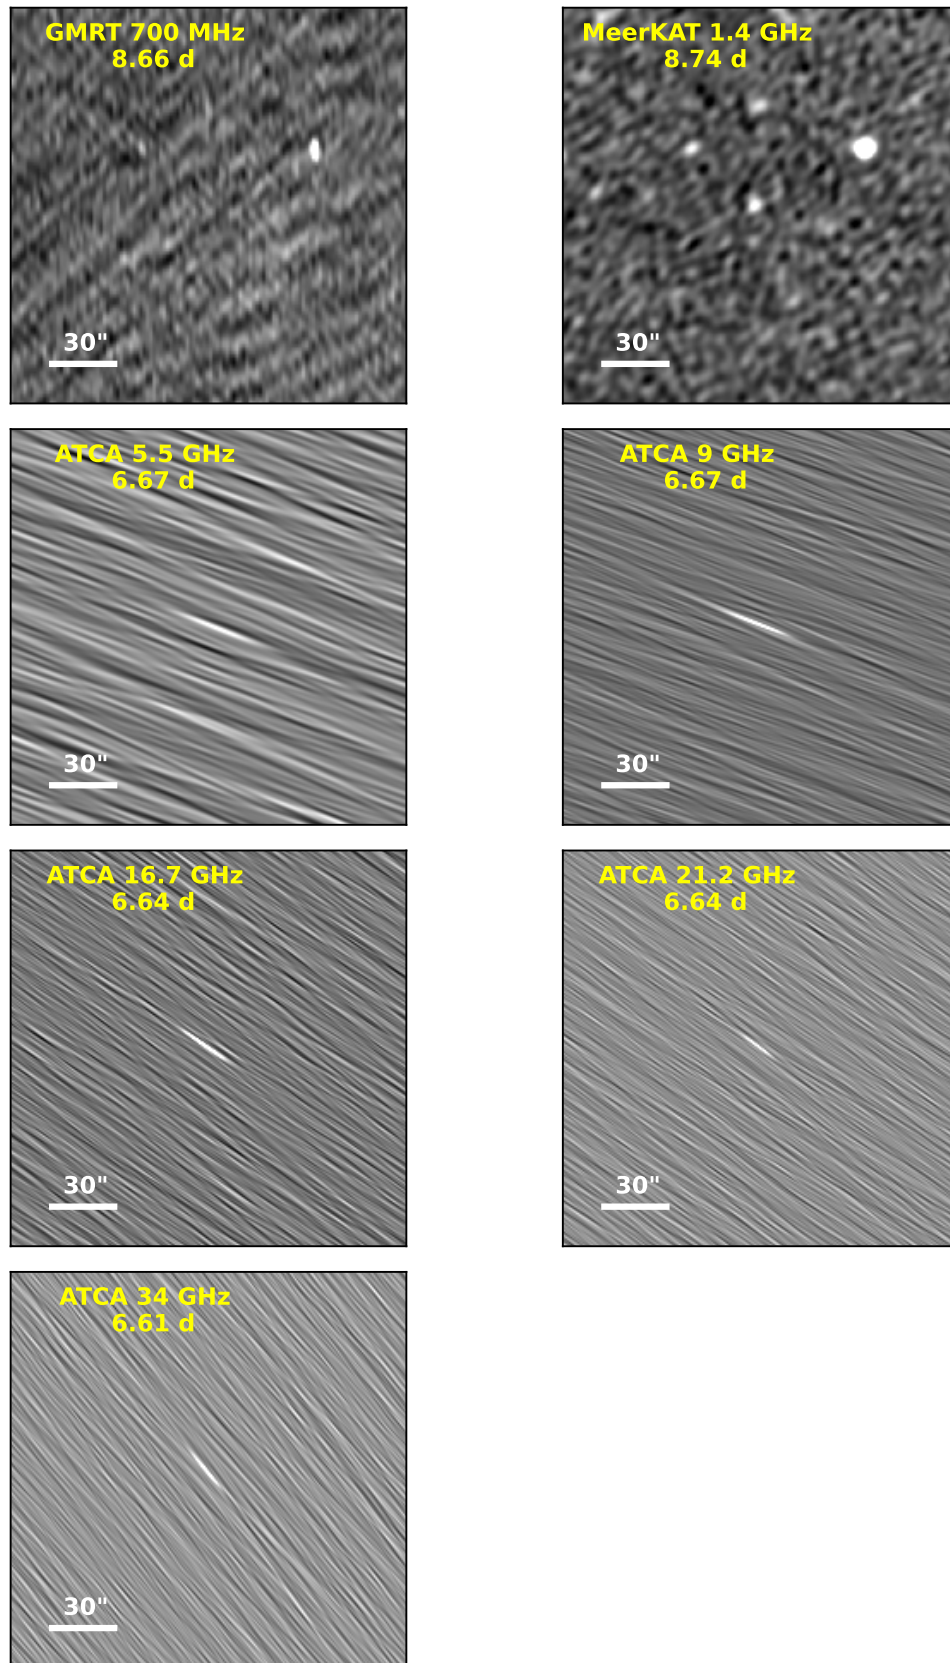 GMRT 700 MHz
8.66 d
30"
MeerKAT 1.4 GHz
8.74 d
30"
ATCA 5.5 GHz
6.67 d
30"
ATCA 9 GHz
6.67 d
30"
ATCA 16.7 GHz
6.64 d
30"
ATCA 21.2 GHz
6.64 d
30"
ATCA 34 GHz
6.61 d
30"